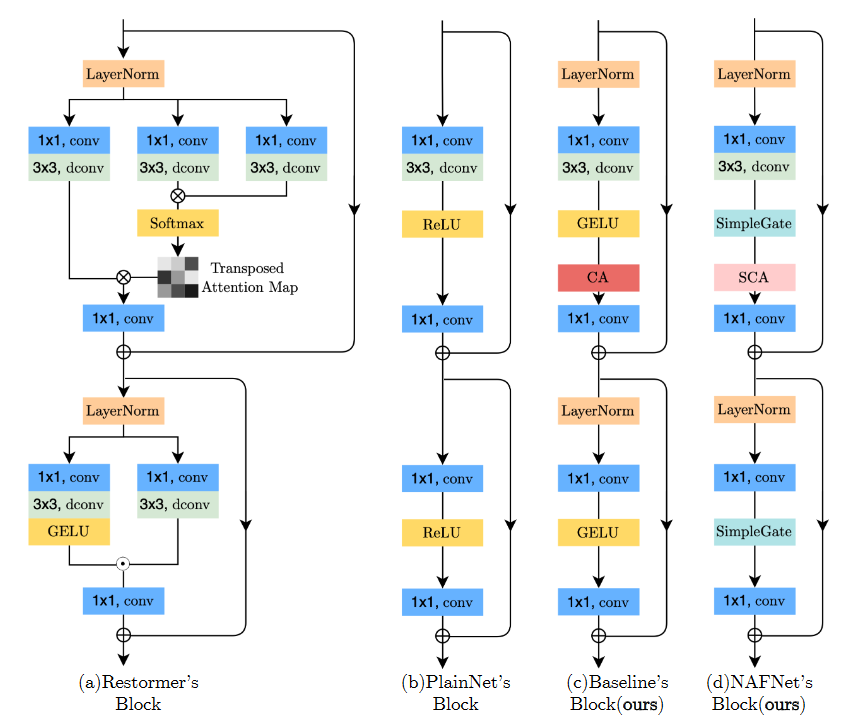 LayerNorm
1x1, conv
3x3, dconv
1x1, conv
3x3, dconv
1x1, conv
3x3, dconv
Softmax
Transposed
Attention Map
1x1, conv
LayerNorm
1x1, conv
3x3, dconv
GELU
1x1, conv
3x3, dconv
1x1, conv
(a)Restormer's
Block
1x1, conv
3x3, dconv
ReLU
1x1, conv
1x1, conv
ReLU
1x1, conv
(b)PlainNet's
Block
LayerNorm
1x1, conv
3x3, dconv
GELU
CA
1x1, conv
LayerNorm
1x1, conv
GELU
1x1, conv
(c)Baseline's
Block(ours)
LayerNorm
1x1, conv
3x3, dconv
SimpleGate
SCA
1x1, conv
LayerNorm
1x1, conv
SimpleGate
1x1, conv
(d)NAFNet's
Block(ours)